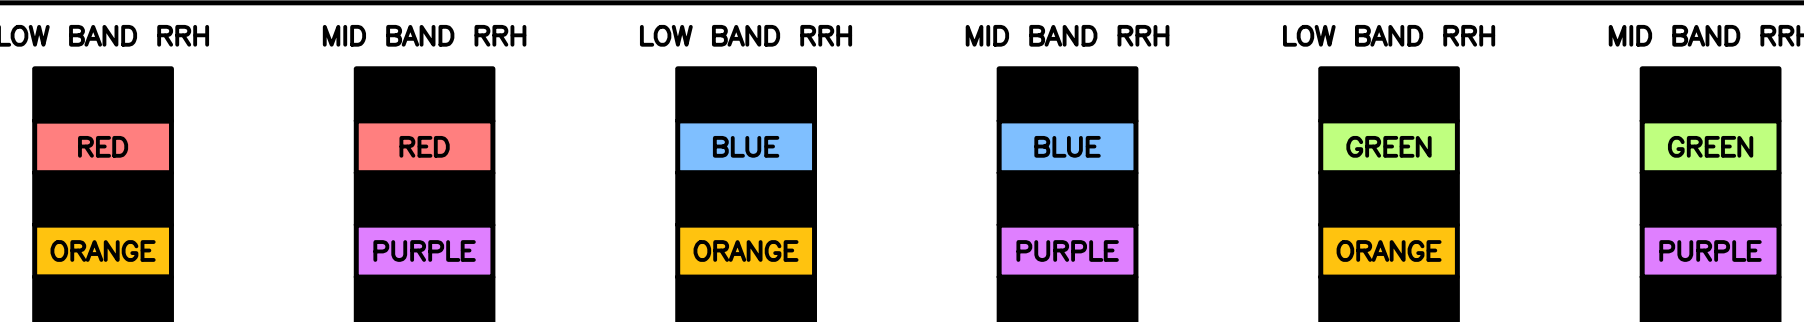 LOW BAND RRH MID BAND RRH LOW BAND RRH MID BAND RRH LOW BAND RRH MID BAND RRH
RED RED BLUE BLUE GREEN GREEN
ORANGE PURPLE ORANGE PURPLE ORANGE PURPLE